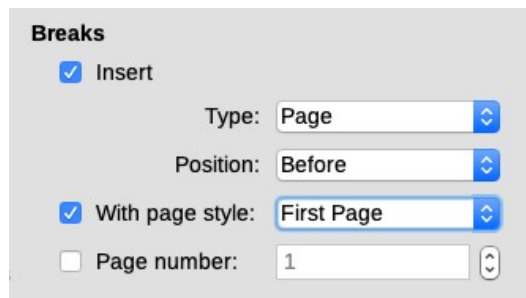 Breaks
Insert
Type: Page
Position: Before
With page style: First Page
Page number: 1